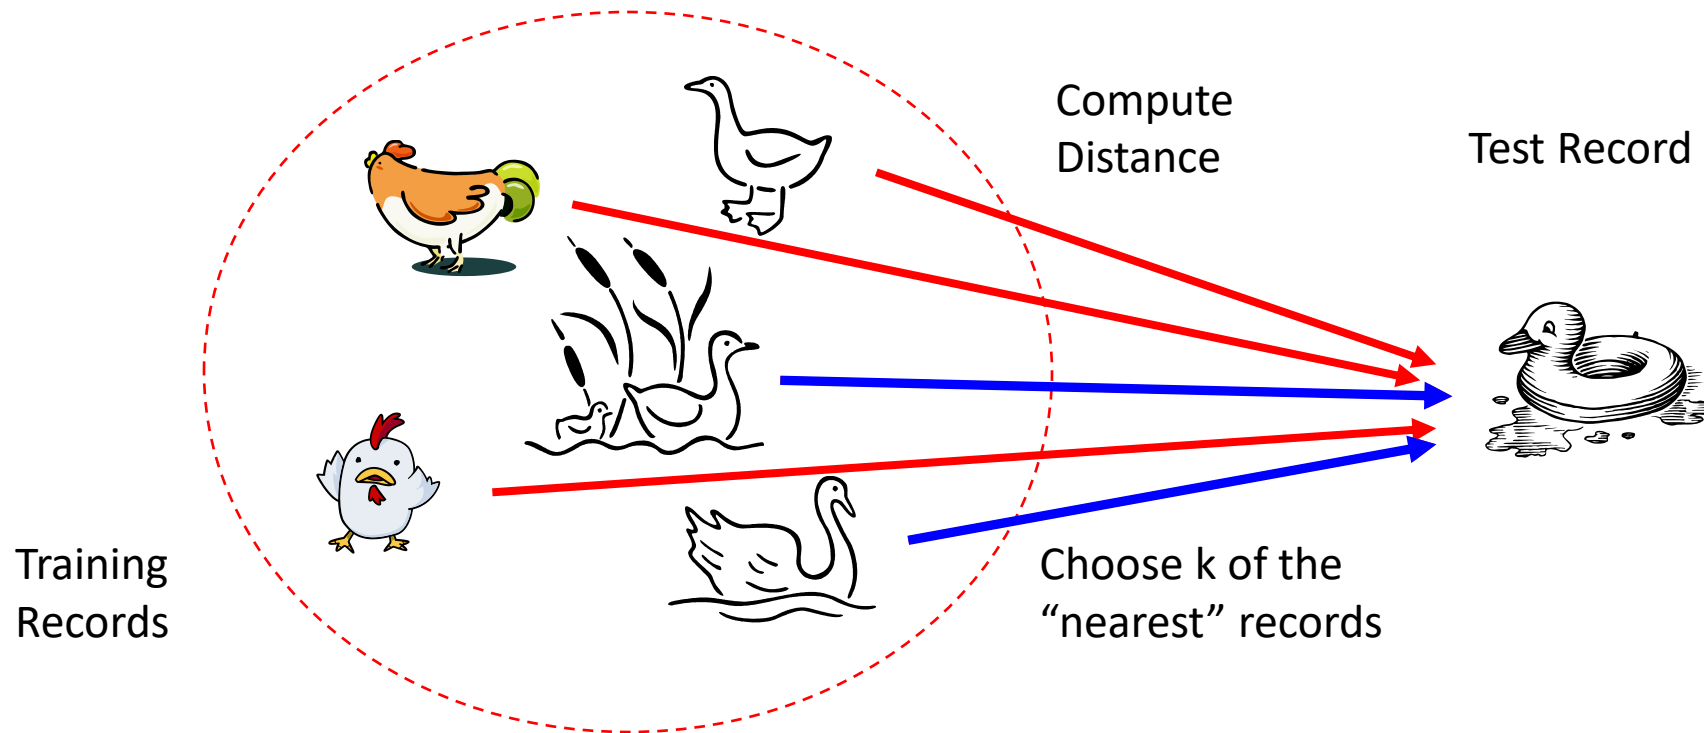 Compute
Distance
Test Record
Training
Records
Choose k of the
“nearest” records